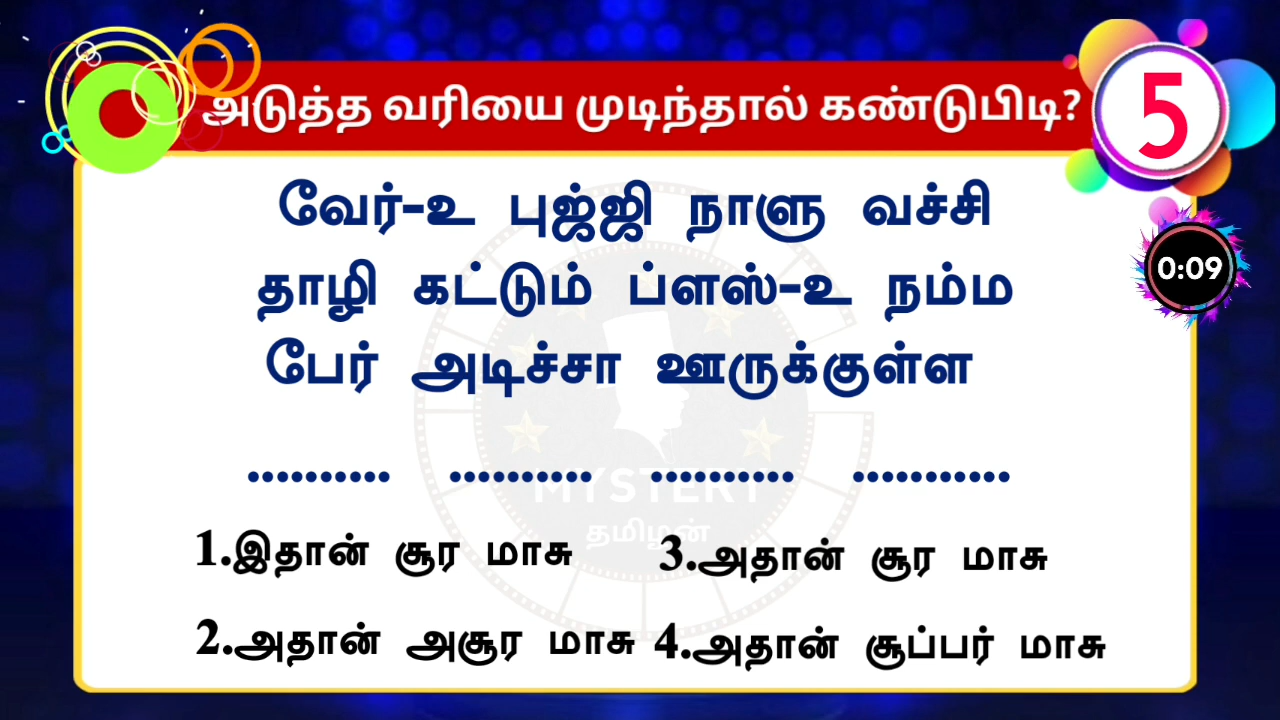 அடுத்த வரியை முடிந்தால் கண்டுபிடி?
5
0:09
வேர்-உ புஜ்ஜி நாளு வச்சி
தாழி கட்டும் ப்ளஸ்-உ நம்ம
பேர் அடிச்சா ஊருக்குள்ள
.......... .......... .......... ...........
MYSTERY
தமிழன்
1.இதான் சூர மாசு
3.அதான் சூர மாசு
2.அதான் அசூர மாசு
4.அதான் சூப்பர் மாசு